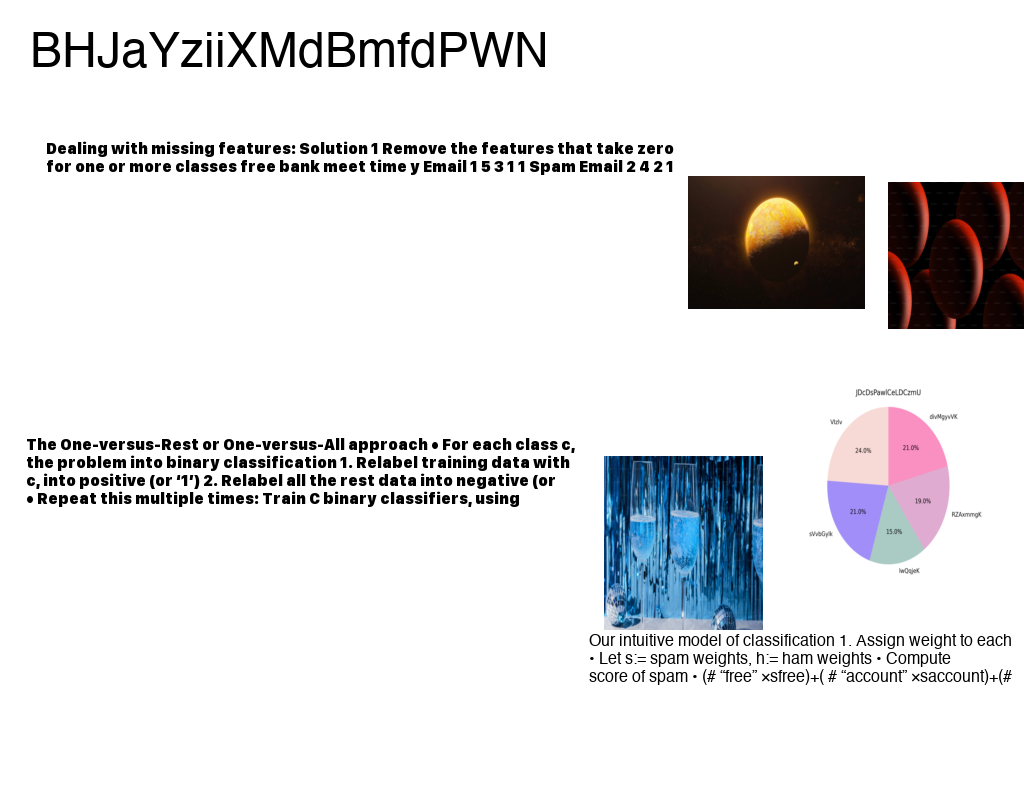 BHJaYziiXMdBmfdPWN
Dealing with missing features: Solution 1 Remove the features that take zero
for one or more classes free bank meet time y Email 1 5 3 1 1 Spam Email 2 4 2 1
The One-versus-Rest or One-versus-All approach • For each class c,
the problem into binary classification 1. Relabel training data with
c, into positive (or ‘1’) 2. Relabel all the rest data into negative (or
• Repeat this multiple times: Train C binary classifiers, using
JDcDsPawlCeLDCzmU
divMgyvVK
VIzlv
24.0%
21.0%
19.0%
RZAxmmgK
21.0%
15.0%
sVvbGylk
lwQqjeK
Our intuitive model of classification 1. Assign weight to each
• Let s:= spam weights, h:= ham weights • Compute
score of spam • (# “free” ×sfree)+( # “account” ×saccount)+(#